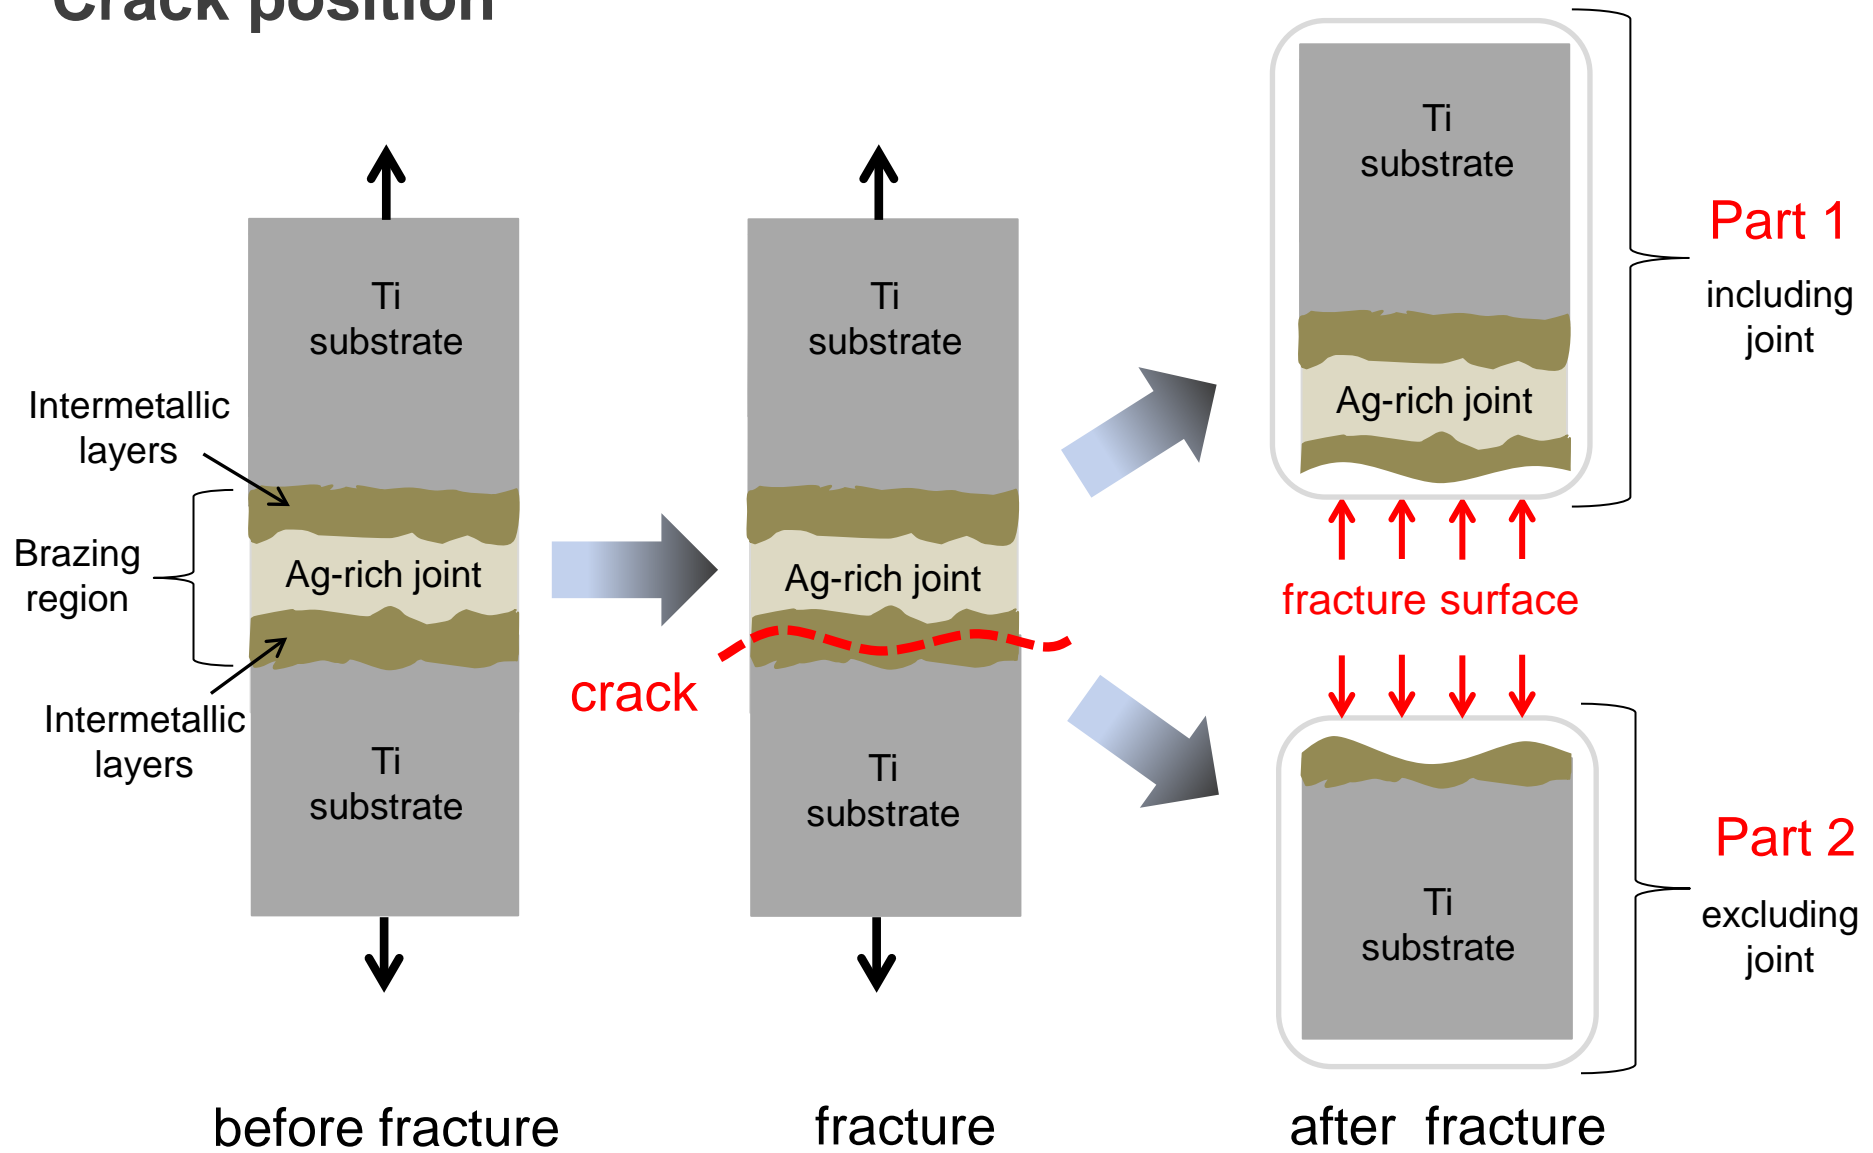 Crack position
Ti
substrate
Intermetallic
layers
Brazing
region
Ag-rich joint
Intermetallic
layers
Ti
substrate
before fracture
Ti
substrate
Ag-rich joint
crack
Ti
substrate
fracture
Ti
substrate
Ag-rich joint
Part 1
including
joint
fracture surface
Ti
substrate
Part 2
excluding
joint
after fracture